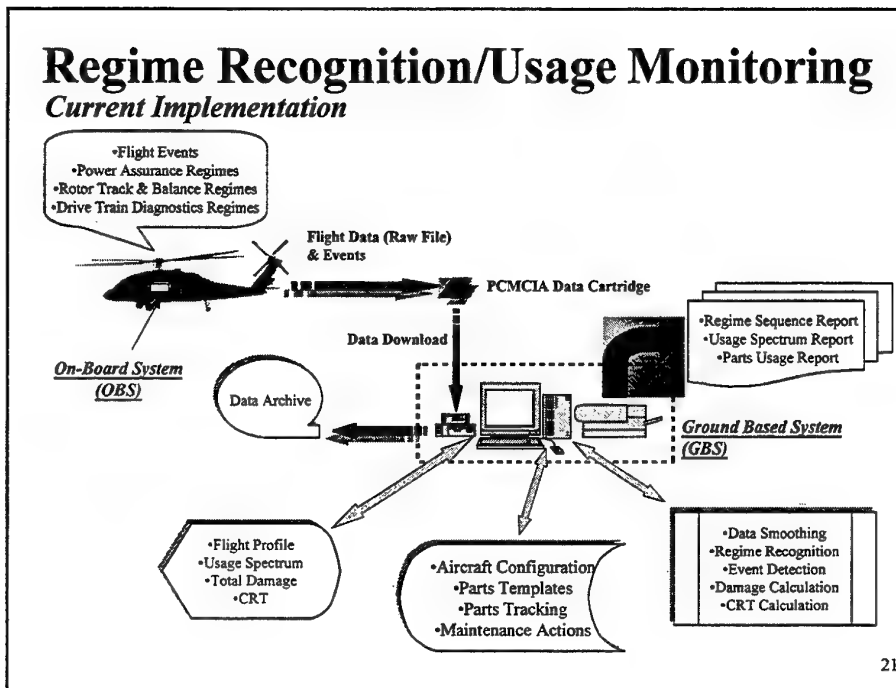 Regime Recognition/Usage Monitoring
Current Implementation
•Flight Events
•Power Assurance Regimes
•Rotor Track & Balance Regimes
•Drive Train Diagnostics Regimes
Flight Data (Raw File)
& Events
PCMCIA Data Cartridge
•Regime Sequence Report
•Usage Spectrum Report
•Parts Usage Report
Data Download
On-Board System
(OBS)
Data Archive
Ground Based System
(GBS)
•Flight Profile
•Usage Spectrum
•Total Damage
•CRT
•Aircraft Configuration
•Parts Templates
•Parts Tracking
•Maintenance Actions
•Data Smoothing
•Regime Recognition
•Event Detection
•Damage Calculation
•CRT Calculation
21